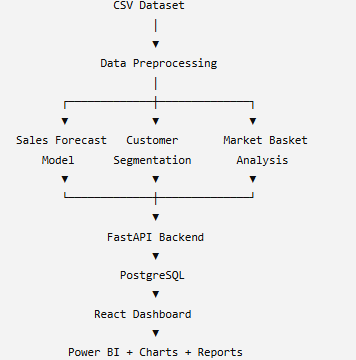 CSV Dataset
Data Preprocessing
Sales Forecast Customer Market Basket
Model Segmentation Analysis
FastAPI Backend
PostgreSQL
React Dashboard
Power BI + Charts + Reports